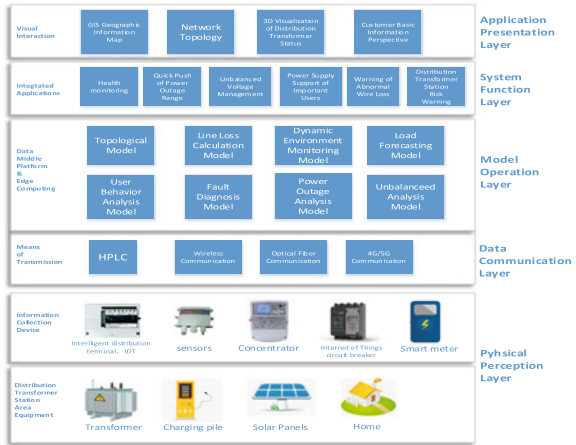 Visual
Interaction
GIS Geographic
Information
Map
Network
Topology
3D Visualization
of Distribution
Transformer
Status
Customer Basic
Information
Perspective
Application
Presentation
Layer
Integtated
Applications
Health
monitoring
Quick Push
of Power
Outage
Range
Unbalanced
Voltage
Management
Power Supply
Support of
Important
Users
Warning of
Abnormal
Wire Loss
Distribution
Transformer
Station
Risk
Warning
System
Function
Layer
Data
Middle
Platform
&
Edge
Computing
Topological
Model
Line Loss
Calculation
Model
Dynamic
Environment
Monitoring
Model
Load
Forecasting
Model
User
Behavior
Analysis
Model
Fault
Diagnosis
Model
Power
Outage
Analysis
Model
Unbalanceed
Analysis
Model
Model
Operation
Layer
Means
of
Transmission
HPLC
Wireless
Communication
Optical Fiber
Communication
4G/5G
Communication
Data
Communication
Layer
Information
Collection
Device
Interlligent distribution
terminal, IDT
sensors
Concentrator
Internet of Things
circuit breaker
Smart meter
Distribution
Transformer
Station
Area
Equipment
Transformer
Charging pile
Solar Panels
Home
Pyhsical
Perception
Layer